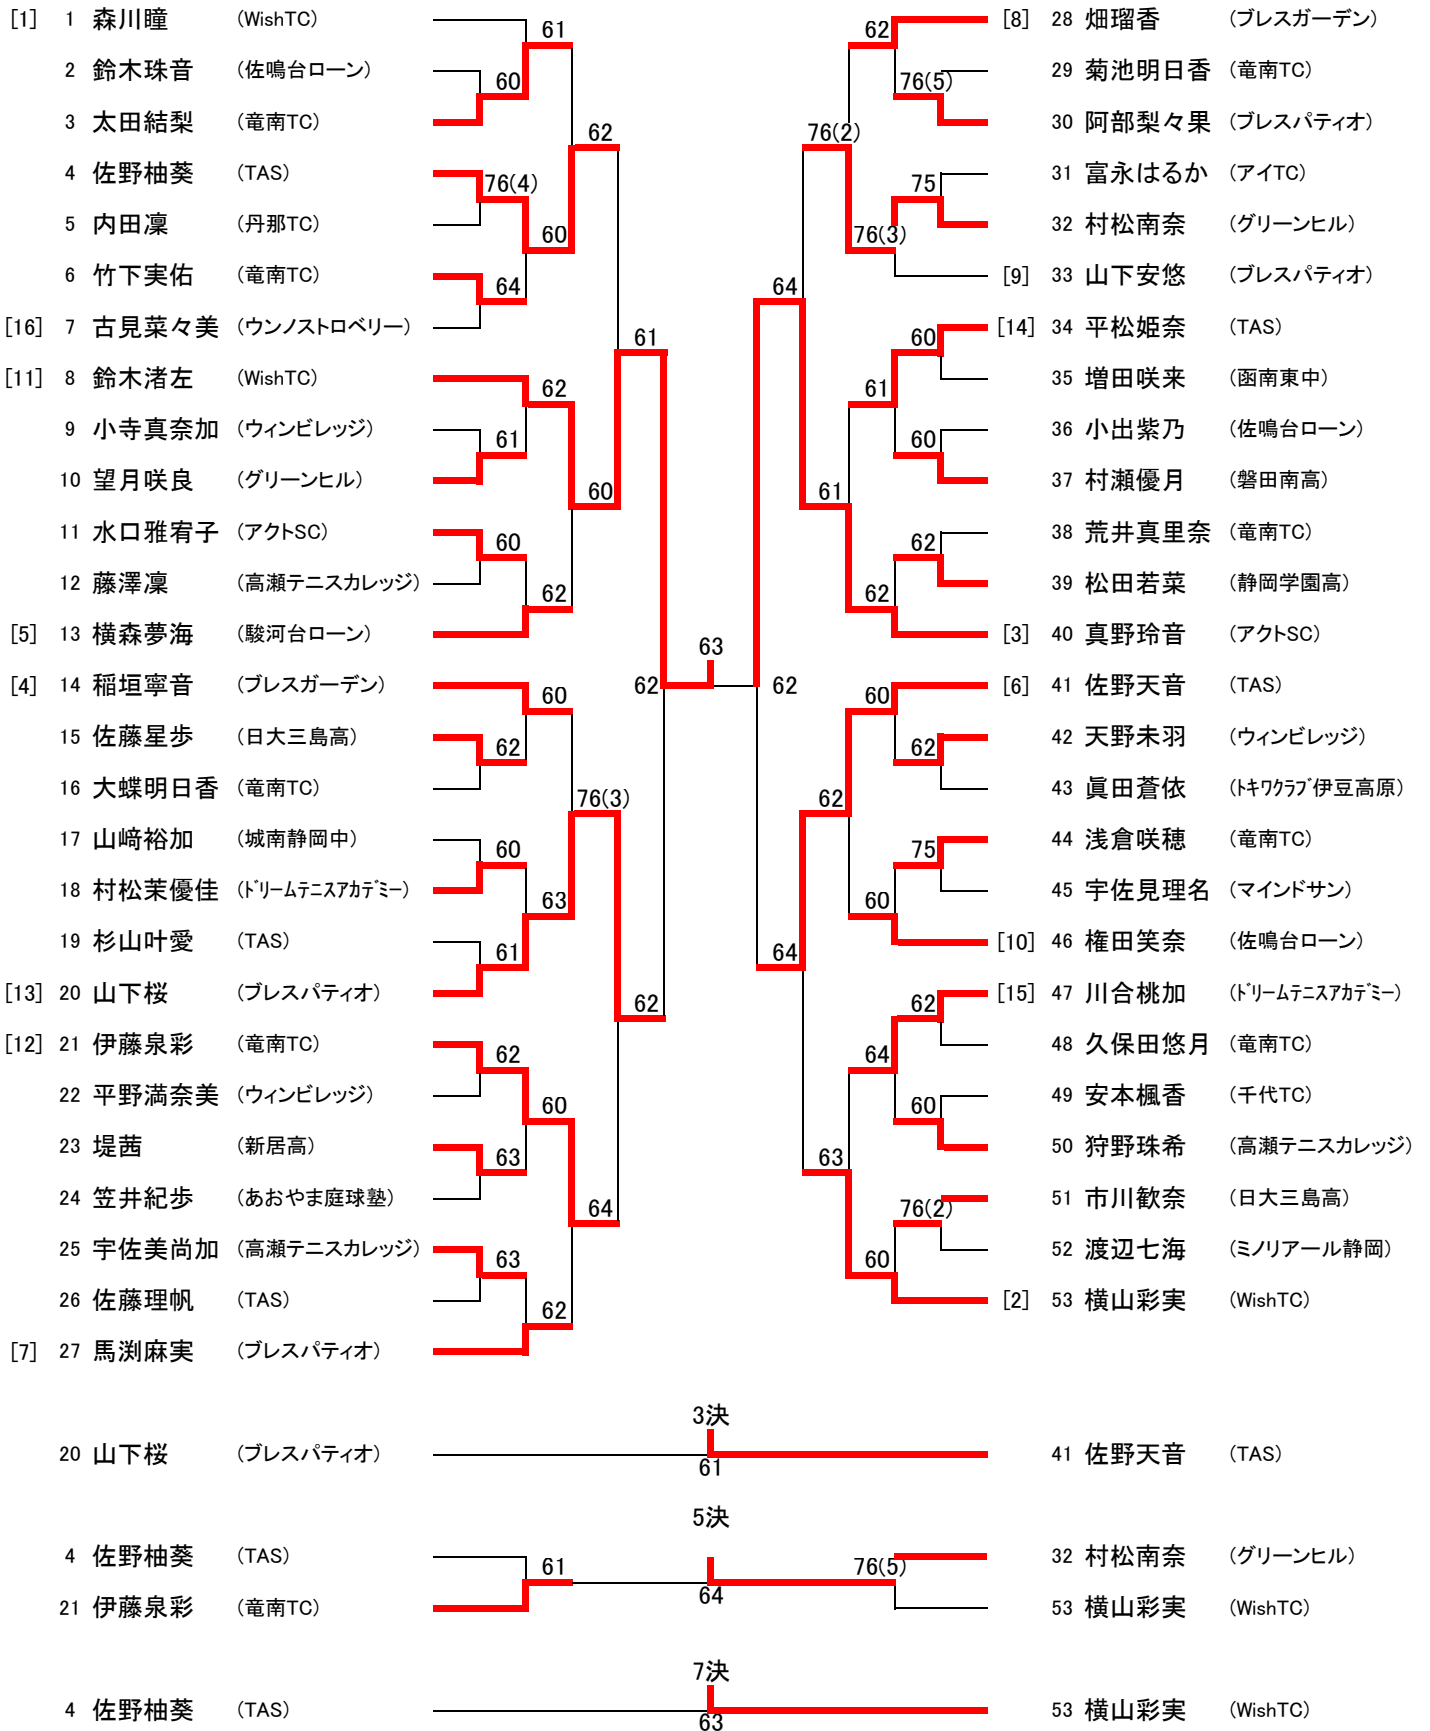 [1] 1 森川瞳 (WishTC)
2 鈴木珠音 (佐鳴台ローン)
3 太田結梨 (竜南TC)
4 佐野柚葵 (TAS)
5 内田凜 (丹那TC)
6 竹下実佑 (竜南TC)
[16] 7 古見菜々美 (ウンノストロベリー)
[11] 8 鈴木渚左 (WishTC)
9 小寺真奈加 (ウィンビレッジ)
10 望月咲良 (グリーンヒル)
11 水口雅宥子 (アクトSC)
12 藤澤凜 (高瀬テニスカレッジ)
[5] 13 横森夢海 (駿河台ローン)
[4] 14 稲垣寧音 (ブレスガーデン)
15 佐藤星歩 (日大三島高)
16 大蝶明日香 (竜南TC)
17 山﨑裕加 (城南静岡中)
18 村松茉優佳 (ﾄﾞﾘｰﾑﾃﾆｽｱｶﾃﾞﾐｰ)
19 杉山叶愛 (TAS)
[13] 20 山下桜 (ブレスパティオ)
[12] 21 伊藤泉彩 (竜南TC)
22 平野満奈美 (ウィンビレッジ)
23 堤茜 (新居高)
24 笠井紀歩 (あおやま庭球塾)
25 宇佐美尚加 (高瀬テニスカレッジ)
26 佐藤理帆 (TAS)
[7] 27 馬渕麻実 (ブレスパティオ)
60
76(4)
64
61
60
62
60
61
62
63
63
61
60
62
62
60
63
60
62
62
60
76(3)
64
61
62
62
63
62
64
64
76(2)
61
62
63
62
76(3)
61
62
60
60
64
60
76(5)
75
60
60
62
62
75
62
60
76(2)
[8] 28 畑瑠香 (ブレスガーデン)
29 菊池明日香 (竜南TC)
30 阿部梨々果 (ブレスパティオ)
31 富永はるか (アイTC)
32 村松南奈 (グリーンヒル)
[9] 33 山下安悠 (ブレスパティオ)
[14] 34 平松姫奈 (TAS)
35 増田咲来 (函南東中)
36 小出紫乃 (佐鳴台ローン)
37 村瀬優月 (磐田南高)
38 荒井真里奈 (竜南TC)
39 松田若菜 (静岡学園高)
[3] 40 真野玲音 (アクトSC)
[6] 41 佐野天音 (TAS)
42 天野未羽 (ウィンビレッジ)
43 眞田蒼依 (ﾄｷﾜｸﾗﾌﾞ伊豆高原)
44 浅倉咲穂 (竜南TC)
45 宇佐見理名 (マインドサン)
[10] 46 権田笑奈 (佐鳴台ローン)
[15] 47 川合桃加 (ﾄﾞﾘｰﾑﾃﾆｽｱｶﾃﾞﾐｰ)
48 久保田悠月 (竜南TC)
49 安本楓香 (千代TC)
50 狩野珠希 (高瀬テニスカレッジ)
51 市川歓奈 (日大三島高)
52 渡辺七海 (ミノリアール静岡)
[2] 53 横山彩実 (WishTC)
3決
20 山下桜 (ブレスパティオ) 61 41 佐野天音 (TAS)
5決
4 佐野柚葵 (TAS) 61 76(5) 32 村松南奈 (グリーンヒル)
64
21 伊藤泉彩 (竜南TC) 53 横山彩実 (WishTC)
7決
4 佐野柚葵 (TAS) 63 53 横山彩実 (WishTC)